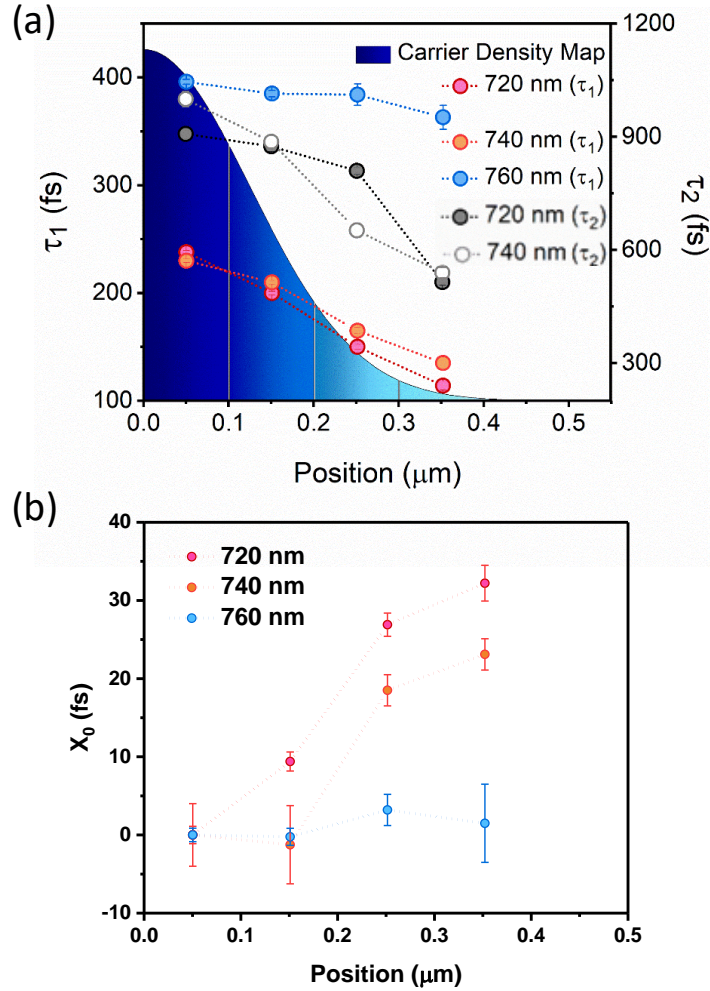 (a)
Carrier Density Map
720 nm (τ1)
740 nm (τ1)
760 nm (τ1)
720 nm (τ2)
740 nm (τ2)
400
300
200
100
τ1 (fs)
1200
900
600
300
τ2 (fs)
0.0 0.1 0.2 0.3 0.4 0.5
Position (μm)
(b)
720 nm
740 nm
760 nm
40
30
20
10
0
-10
X0 (fs)
0.0 0.1 0.2 0.3 0.4 0.5
Position (μm)